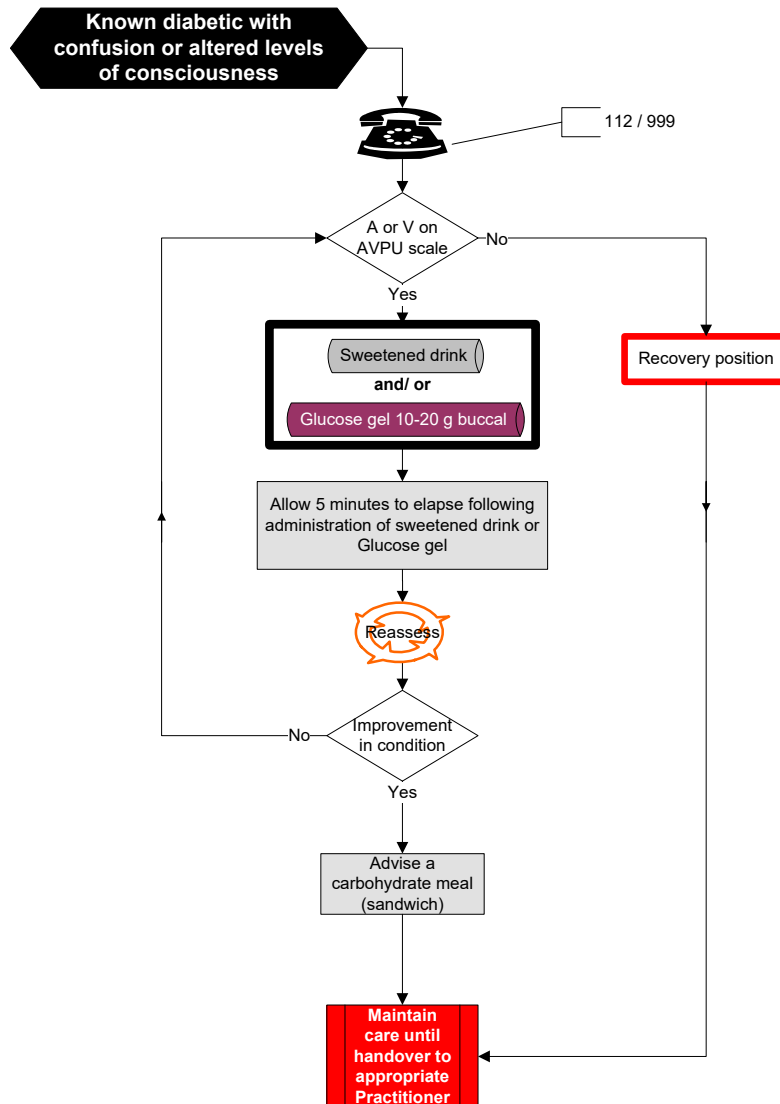 Known diabetic with
confusion or altered levels
of consciousness
112 / 999
A or V on
AVPU scale
No
Yes
Sweetened drink
and/ or
Glucose gel 10-20 g buccal
Recovery position
Allow 5 minutes to elapse following
administration of sweetened drink or
Glucose gel
Reassess
Improvement
in condition
No
Yes
Advise a
carbohydrate meal
(sandwich)
Maintain
care until
handover to
appropriate
Practitioner